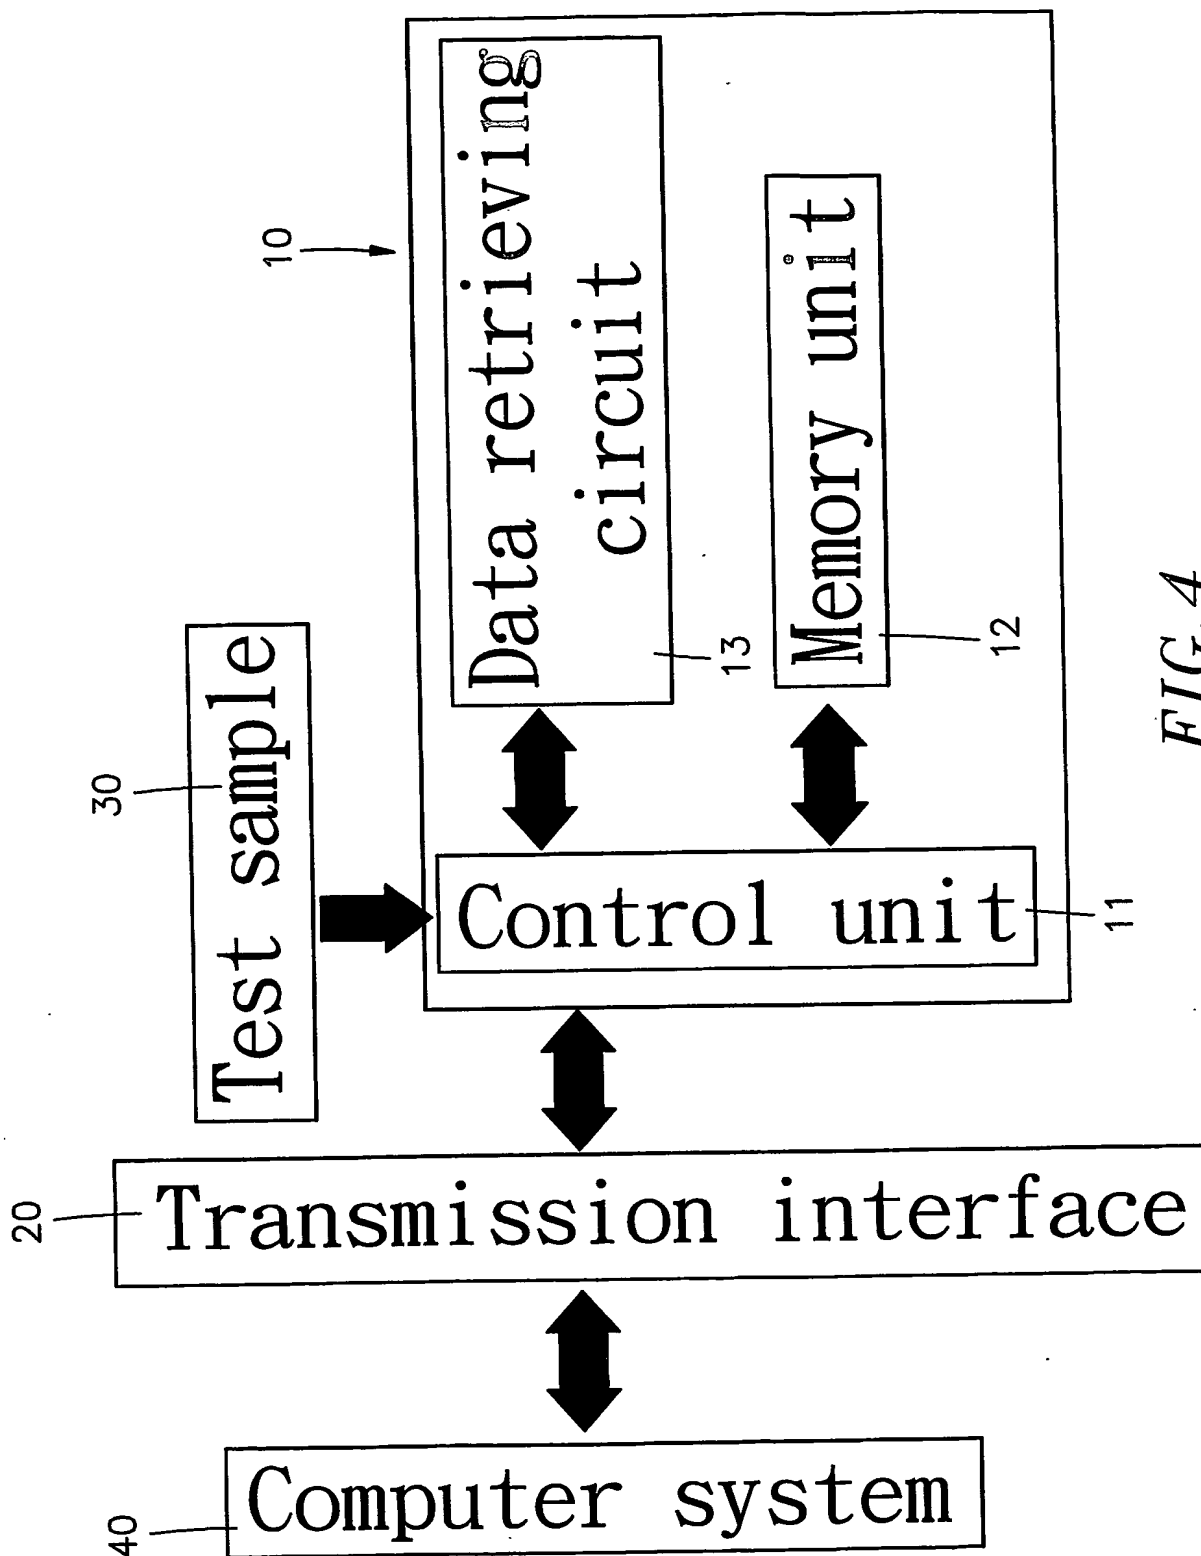 10
30
Test sample
Data retrieving
circuit
13
20
Control unit
11
Memory unit
12
40
Computer system
Transmission interface
FIG.4